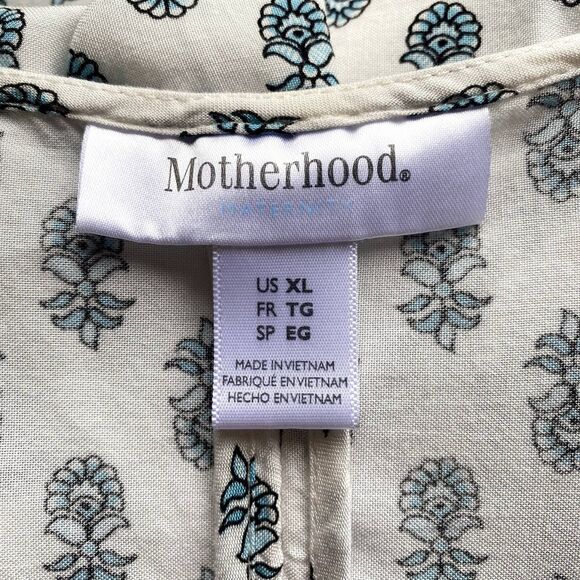 Motherhood®
MATERNITY
US XL
FR TG
SP EG
MADE IN VIETNAM
FABRIQUÉ EN VIETNAM
HECHO EN VIETNAM